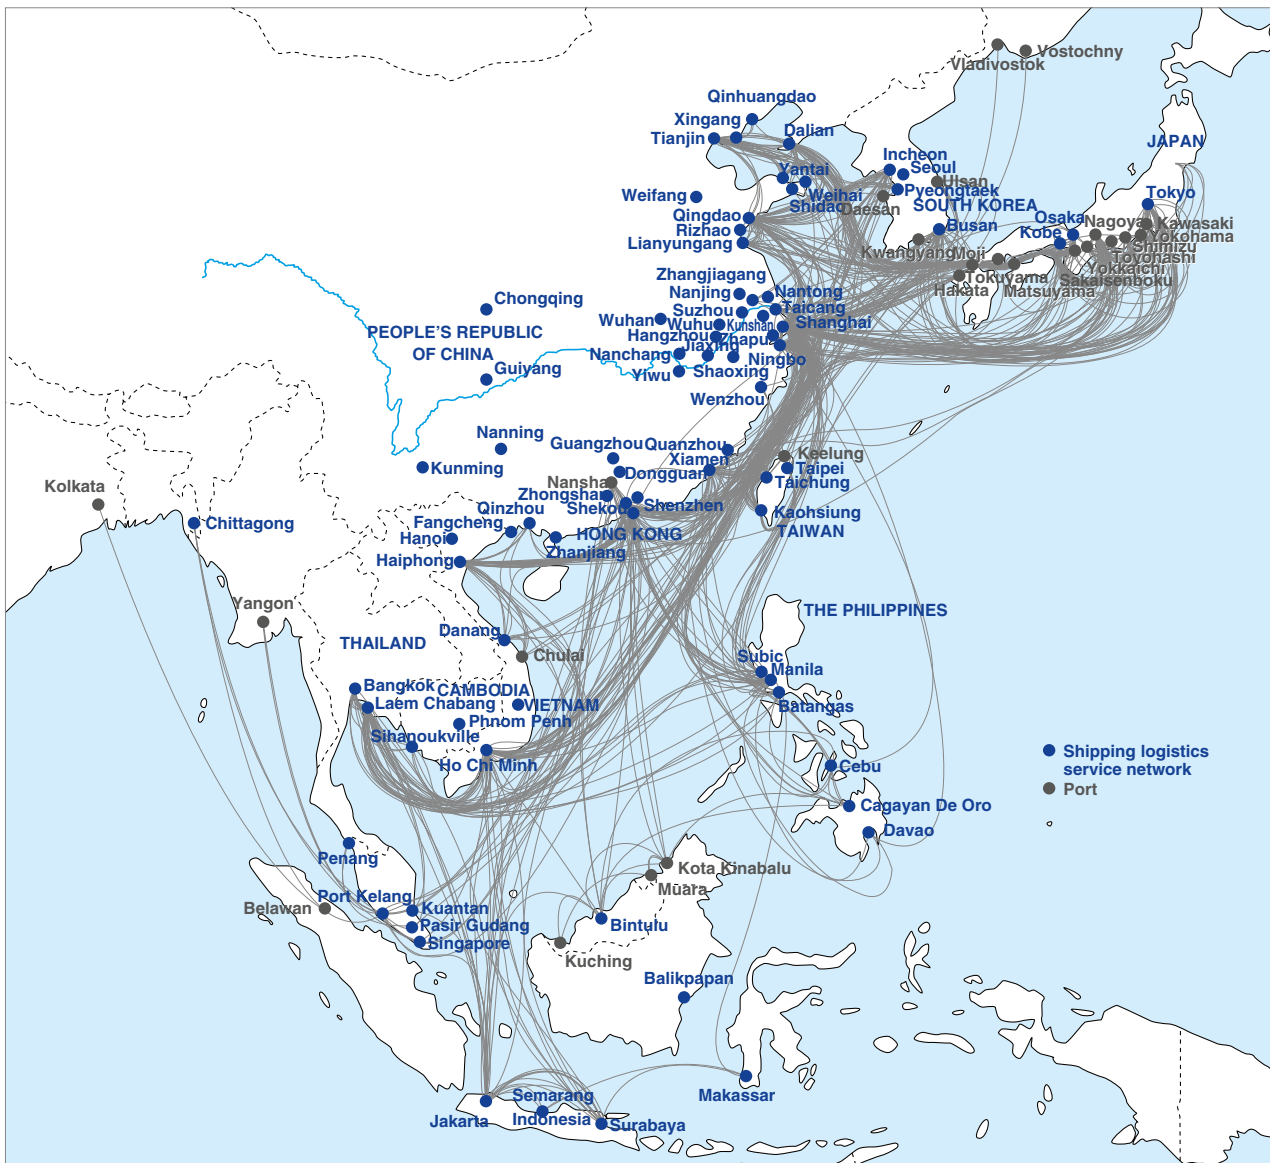 Vostochny
Vladivostok
Qinhuangdao
Xingang
Tianjin
Dalian
JAPAN
Incheon
Seoul
Yantai
Ulsan
Weifang
Weihai
Pyeongtaek
Tokyo
Shidao
Daesan
SOUTH KOREA
Qingdao
Osaka
Nagoya
Kawasaki
Rizhao
Busan
Kobe
Yokohama
Lianyungang
Shimizu
Kwangyang
Moji
Toyohashi
Yokkaichi
Zhangjiagang
Tokuyama
Sakaisenboku
Hakata
Matsuyama
Nanjing
Nantong
Chongqing
Suzhou
Taicang
Wuhan
Wuhu
Kunshan
Shanghai
PEOPLE'S REPUBLIC
OF CHINA
Hangzhou
Zhapu
Jiaxing
Nanchang
Ningbo
Guiyang
Yiwu
Shaoxing
Wenzhou
Nanning
Guangzhou
Quanzhou
Keelung
Xiamen
Kunming
Dongguan
Taipei
Nansha
Taichung
Kolkata
Zhongshan
Shekou
Shenzhen
Qinzhou
Kaohsiung
Chittagong
Fangcheng
TAIWAN
Hanoi
HONG KONG
Zhanjiang
Haiphong
Yangon
THE PHILIPPINES
Danang
THAILAND
Chulai
Subic
Manila
Bangkok
CAMBODIA
Laem Chabang
VIETNAM
Batangas
Phnom Penh
Sihanoukville
Shipping logistics
service network
Ho Chi Minh
Cebu
Port
Cagayan De Oro
Davao
Penang
Kota Kinabalu
Muara
Port Kelang
Belawan
Kuantan
Pasir Gudang
Bintulu
Singapore
Kuching
Balikpapan
Semarang
Makassar
Jakarta
Indonesia
Surabaya